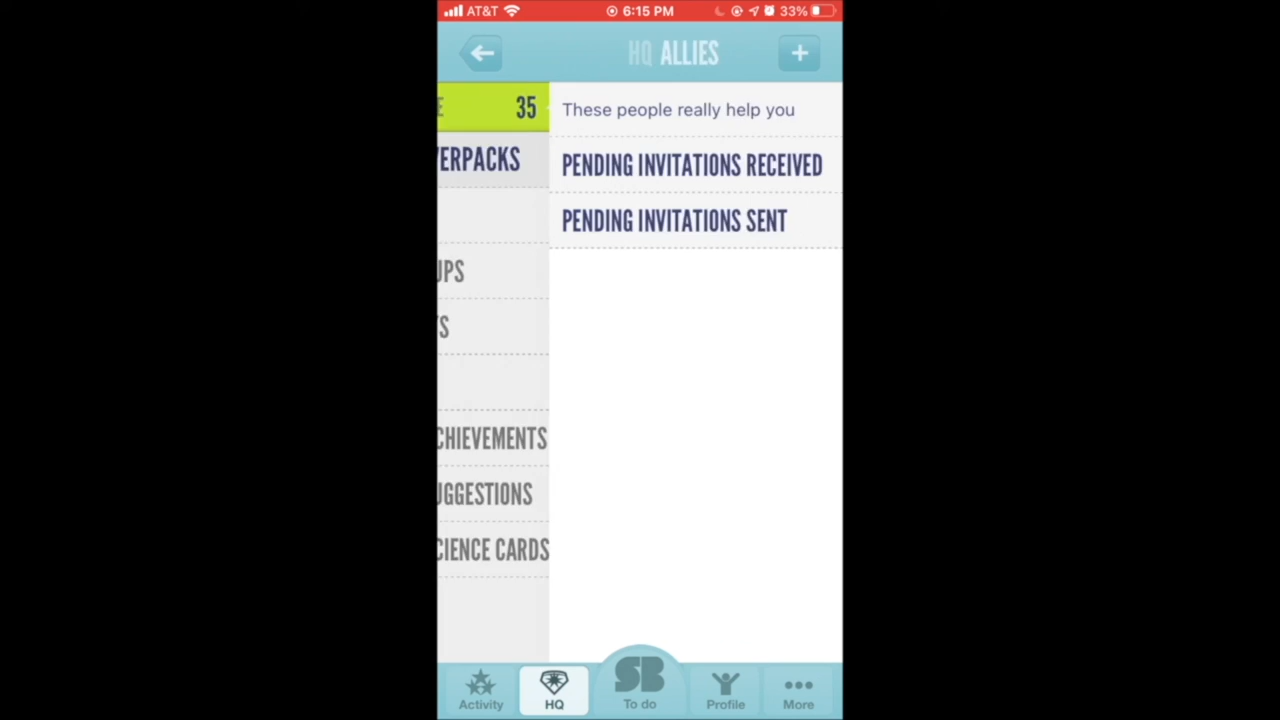 AT&T 6:15 PM 33%
HQ ALLIES +
E 35
ERPACKS
UPS
S
CHIEVEMENTS
UGGESTIONS
CIENCE CARDS
These people really help you
PENDING INVITATIONS RECEIVED
PENDING INVITATIONS SENT
Activity
HQ
SB
To do
Profile
More